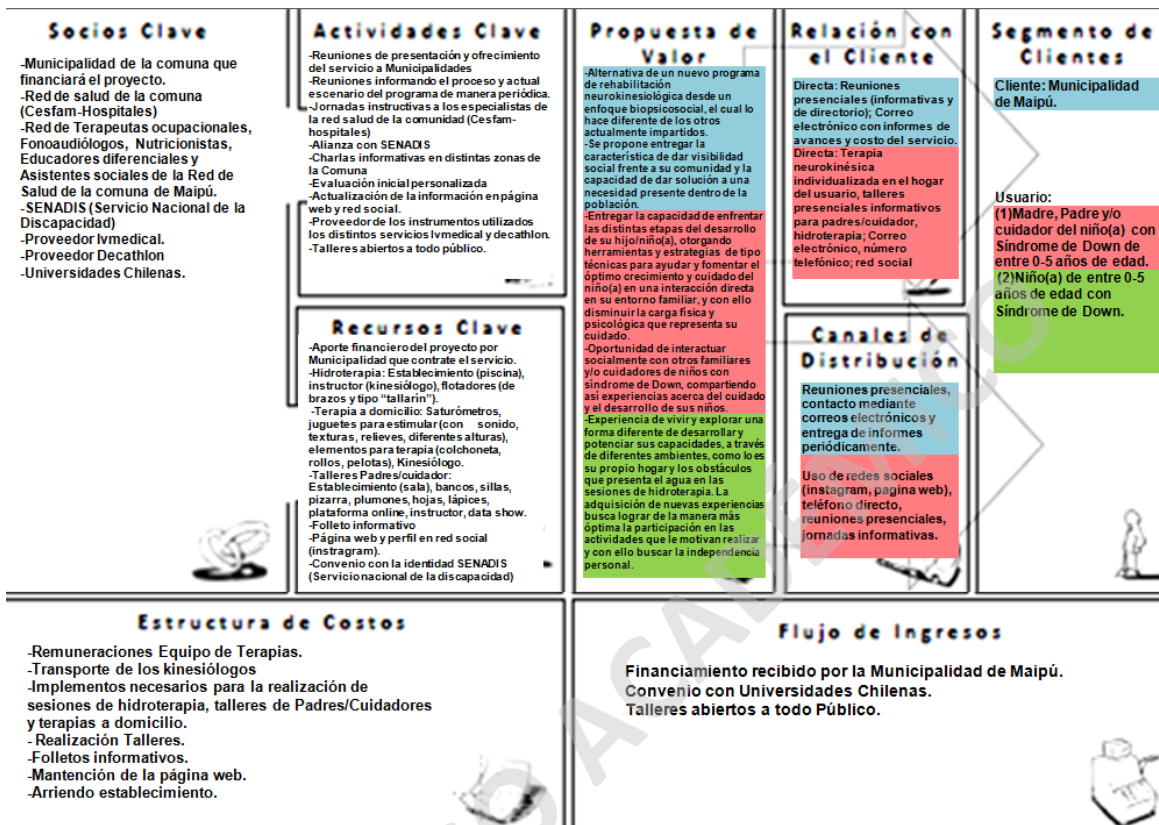 Socios Clave
-Municipalidad de la comuna que
financiará el proyecto.
-Red de salud de la comuna
(Cesfam-Hospitales)
-Red de Terapeutas ocupacionales,
Fonoaudiólogos, Nutricionistas,
Educadores diferenciales y
Asistentes sociales de la Red de
Salud de la comuna de Maipú.
-SENADIS (Servicio Nacional de la
Discapacidad)
-Proveedor lvmedical.
-Proveedor Decathlon
-Universidades Chilenas.
Actividades Clave
-Reuniones de presentación y ofrecimiento
del servicio a Municipalidades
-Reuniones informando el proceso y actual
escenario del programa de manera periódica.
-Jornadas instructivas a los especialistas de
la red salud de la comunidad (Cesfam-
hospitales)
-Alianza con SENADIS
-Charlas informativas en distintas zonas de
la Comuna
-Evaluación inicial personalizada
-Actualización de la información en página
web y red social.
-Proveedor de los instrumentos utilizados
los distintos servicios lvmedical y decathlon.
-Talleres abiertos a todo público.
Recursos Clave
-Aporte financiero del proyecto por
Municipalidad que contrate el servicio.
-Hidroterapia: Establecimiento (piscina),
instructor (kinesiólogo), flotadores (de
brazos y tipo “tallarín”).
-Terapia a domicilio: Saturómetros,
juguetes para estimular (con sonido,
texturas, relieves, diferentes alturas),
elementos para terapia (colchoneta,
rollos, pelotas), Kinesiólogo.
-Talleres Padres/cuidador:
Establecimiento (sala), bancos, sillas,
pizarra, plumones, hojas, lápices,
plataforma online, instructor, data show.
-Folleto informativo
-Página web y perfil en red social
(instragram).
-Convenio con la identidad SENADIS
(Servicio nacional de la discapacidad)
Propuesta de
Valor
-Alternativa de un nuevo programa
de rehabilitación
neurokinesiológica desde un
enfoque biopsicosocial, el cual lo
hace diferente de los otros
actualmente impartidos.
-Se propone entregar la
característica de dar visibilidad
social frente a su comunidad y la
capacidad de dar solución a una
necesidad presente dentro de la
población.
-Entregar la capacidad de enfrentar
las distintas etapas del desarrollo
de su hijo/niño(a), otorgando
herramientas y estrategias de tipo
técnicas para ayudar y fomentar el
óptimo crecimiento y cuidado del
niño(a) en una interacción directa
en su entorno familiar, y con ello
disminuir la carga física y
psicológica que representa su
cuidado.
-Oportunidad de interactuar
socialmente con otros familiares
y/o cuidadores de niños con
síndrome de Down, compartiendo
así experiencias acerca del cuidado
y el desarrollo de sus niños.
-Experiencia de vivir y explorar una
forma diferente de desarrollar y
potenciar sus capacidades, a través
de diferentes ambientes, como lo es
su propio hogar y los obstáculos
que presenta el agua en las
sesiones de hidroterapia. La
adquisición de nuevas experiencias
busca lograr de la manera más
óptima la participación en las
actividades que le motivan realizar
y con ello buscar la independencia
personal.
Relación con
el Cliente
Directa: Reuniones
presenciales (informativas y
de directorio); Correo
electrónico con informes de
avances y costo del servicio.
Directa: Terapia
neurokinésica
individualizada en el hogar
del usuario, talleres
presenciales informativos
para padres/cuidador,
hidroterapia; Correo
electrónico, número
telefónico; red social
Canales de
Distribución
Reuniones presenciales,
contacto mediante
correos electrónicos y
entrega de informes
periódicamente.
Uso de redes sociales
(instagram, pagina web),
teléfono directo,
reuniones presenciales,
jornadas informativas.
Segmento de
Clientes
Cliente: Municipalidad
de Maipú.
Usuario:
(1)Madre, Padre y/o
cuidador del niño(a) con
Síndrome de Down de
entre 0-5 años de edad.
(2)Niño(a) de entre 0-5
años de edad con
Síndrome de Down.
Estructura de Costos
-Remuneraciones Equipo de Terapias.
-Transporte de los kinesiólogos
-Implementos necesarios para la realización de
sesiones de hidroterapia, talleres de Padres/Cuidadores
y terapias a domicilio.
- Realización Talleres.
-Folletos informativos.
-Mantención de la página web.
-Arriendo establecimiento.
Flujo de Ingresos
Financiamiento recibido por la Municipalidad de Maipú.
Convenio con Universidades Chilenas.
Talleres abiertos a todo Público.
O ACADEMICO